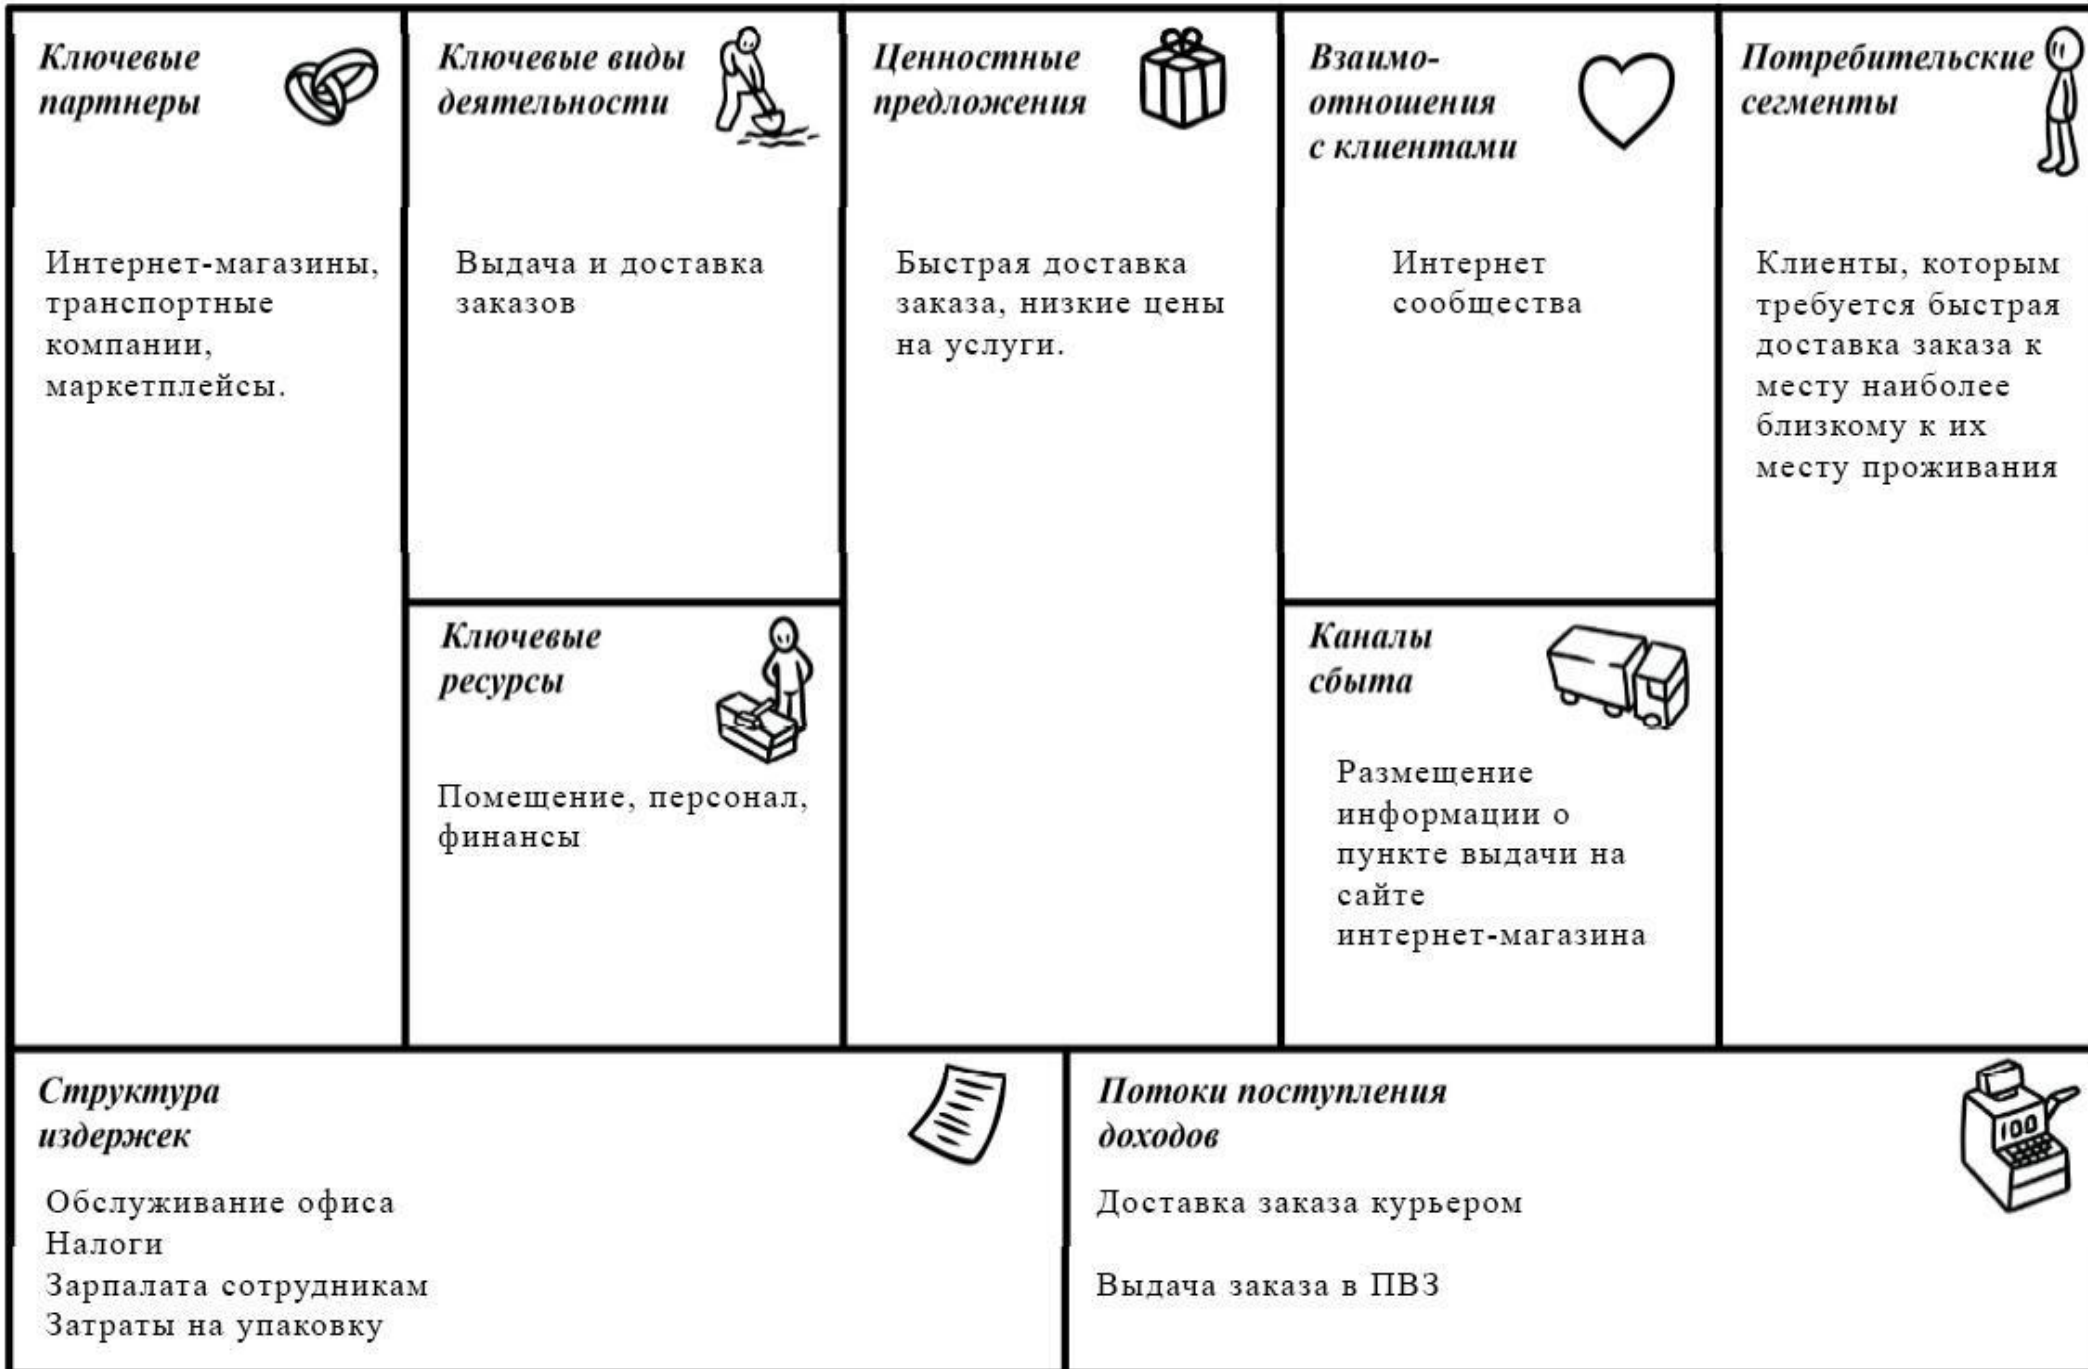 Ключевые
партнеры
Интернет-магазины,
транспортные
компании,
маркетплейсы.
Ключевые виды
деятельности
Выдача и доставка
заказов
Ключевые
ресурсы
Помещение, персонал,
финансы
Ценностные
предложения
Быстрая доставка
заказа, низкие цены
на услуги.
Взаимо-
отношения
с клиентами
Интернет
сообщества
Каналы
сбыта
Размещение
информации о
пункте выдачи на
сайте
интернет-магазина
Потребительские
сегменты
Клиенты, которым
требуется быстрая
доставка заказа к
месту наиболее
близкому к их
месту проживания
Структура
издержек
Обслуживание офиса
Налоги
Зарпалата сотрудникам
Затраты на упаковку
Потоки поступления
доходов
100
Доставка заказа курьером
Выдача заказа в ПВЗ